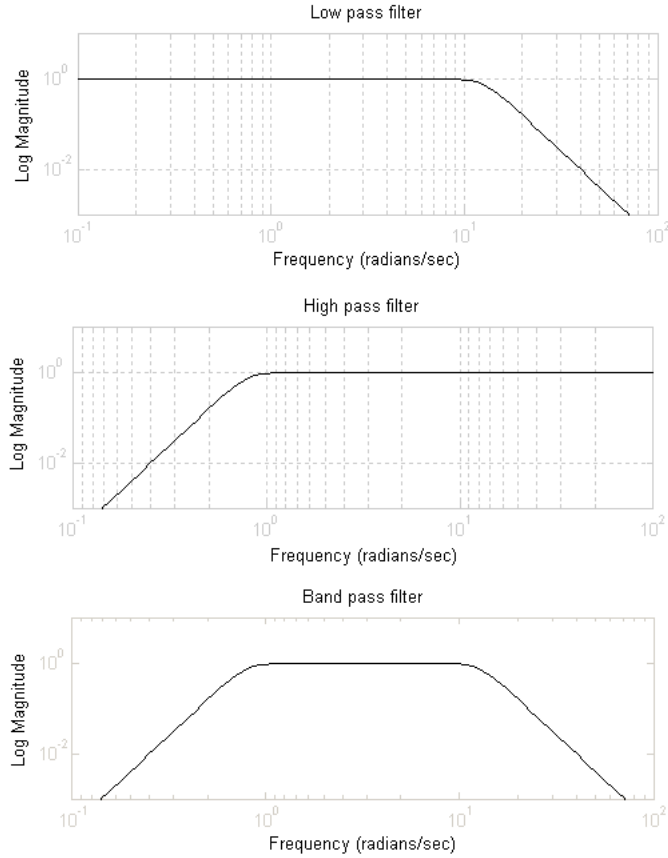 Low pass filter
Log Magnitude
10^0
10^-2
10^-1 10^0 10^1 10^2
Frequency (radians/sec)
High pass filter
Log Magnitude
10^0
10^-2
10^-1 10^0 10^1 10^2
Frequency (radians/sec)
Band pass filter
Log Magnitude
10^0
10^-2
10^-1 10^0 10^1 10^2
Frequency (radians/sec)